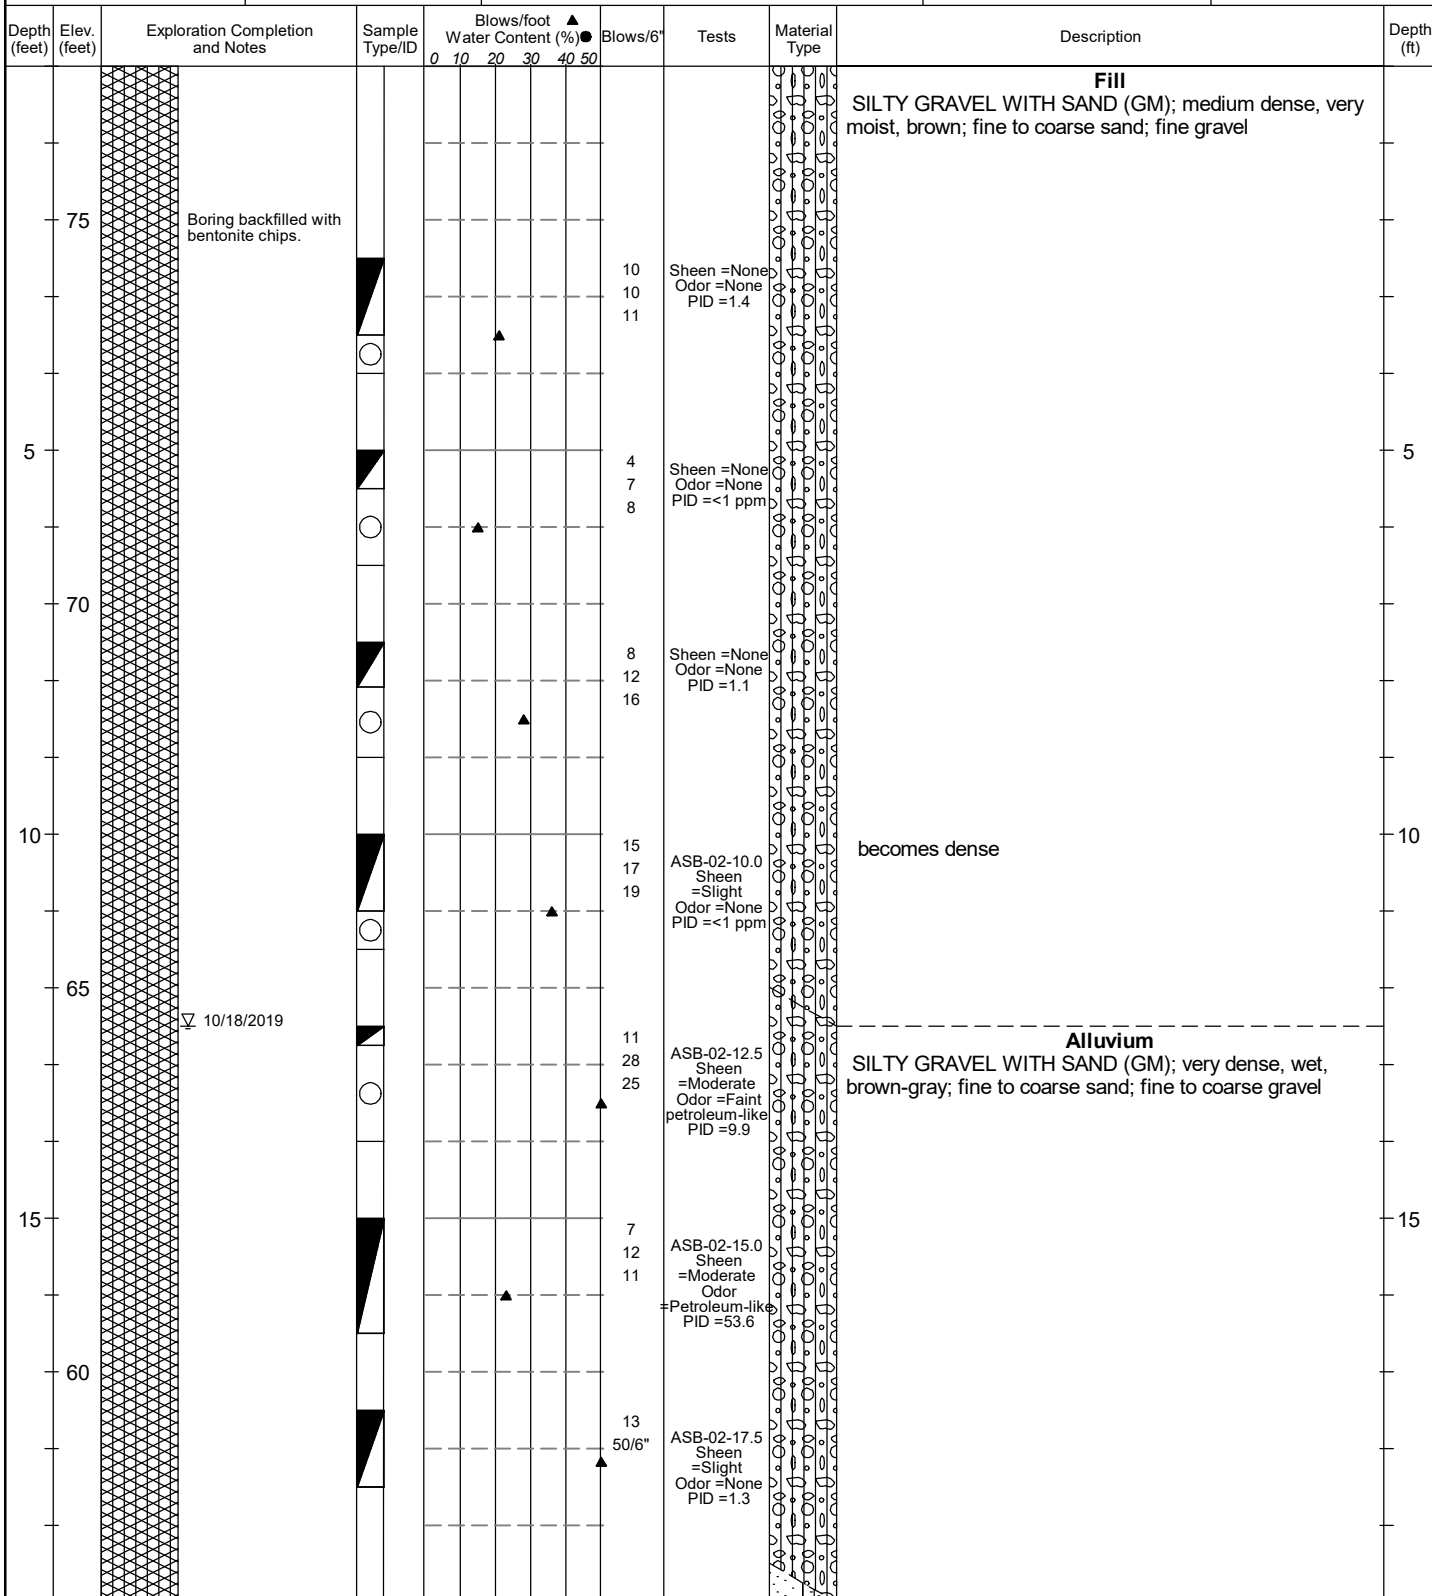 Depth
(feet)
Elev.
(feet)
Exploration Completion
and Notes
Sample
Type/ID
Blows/foot ▲
Water Content (%) ●
0 10 20 30 40 50
Blows/6"
Tests
Material
Type
Description
Depth
(ft)
Fill
SILTY GRAVEL WITH SAND (GM); medium dense, very
moist, brown; fine to coarse sand; fine gravel
75
Boring backfilled with
bentonite chips.
10
10
11
Sheen =None
Odor =None
PID =1.4
5
4
7
8
Sheen =None
Odor =None
PID =<1 ppm
5
70
8
12
16
Sheen =None
Odor =None
PID =1.1
10
15
17
19
ASB-02-10.0
Sheen
=Slight
Odor =None
PID =<1 ppm
becomes dense
10
65
10/18/2019
11
28
25
ASB-02-12.5
Sheen
=Moderate
Odor =Faint
petroleum-like
PID =9.9
Alluvium
SILTY GRAVEL WITH SAND (GM); very dense, wet,
brown-gray; fine to coarse sand; fine to coarse gravel
15
7
12
11
ASB-02-15.0
Sheen
=Moderate
Odor
=Petroleum-like
PID =53.6
15
60
13
50/6"
ASB-02-17.5
Sheen
=Slight
Odor =None
PID =1.3